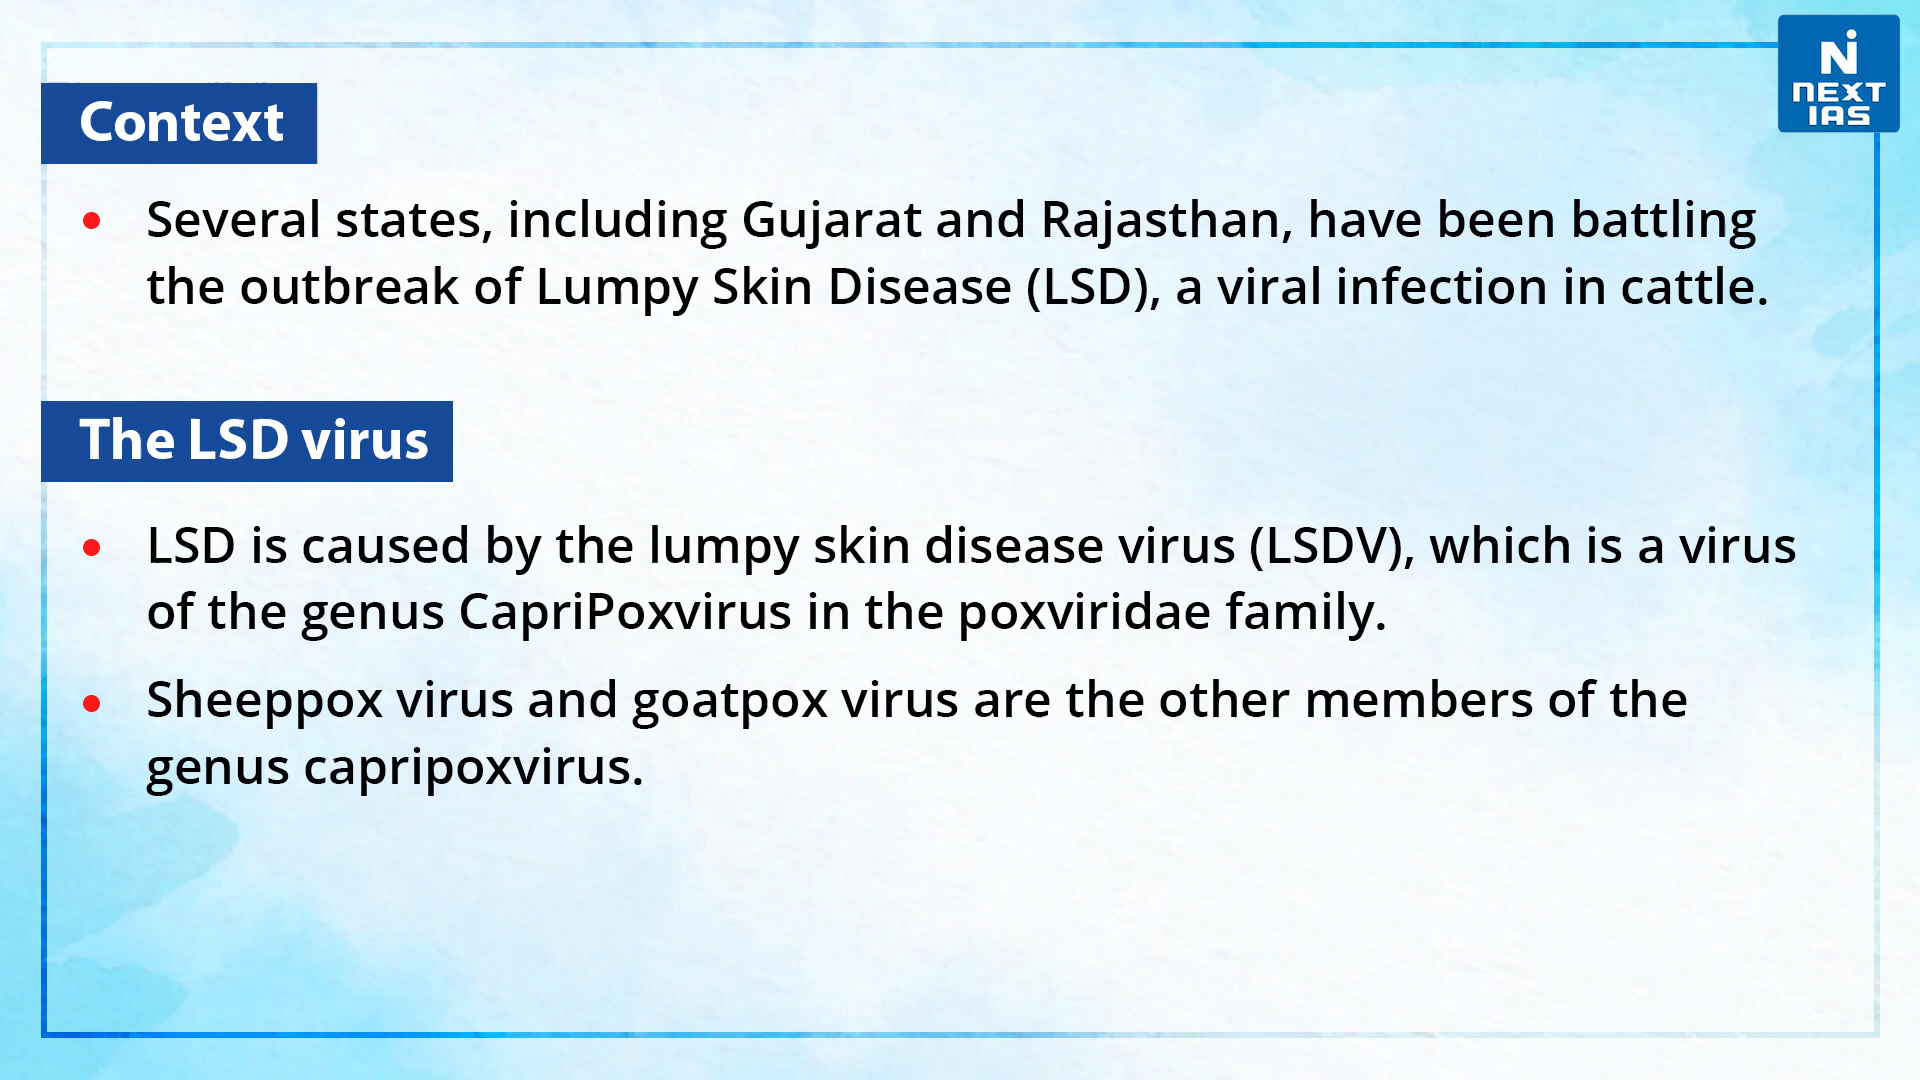 NEXT
IAS
Context
Several states, including Gujarat and Rajasthan, have been battling
the outbreak of Lumpy Skin Disease (LSD), a viral infection in cattle.
The LSD virus
LSD is caused by the lumpy skin disease virus (LSDV), which is a virus
of the genus CapriPoxvirus in the poxviridae family.
Sheeppox virus and goatpox virus are the other members of the
genus capripoxvirus.